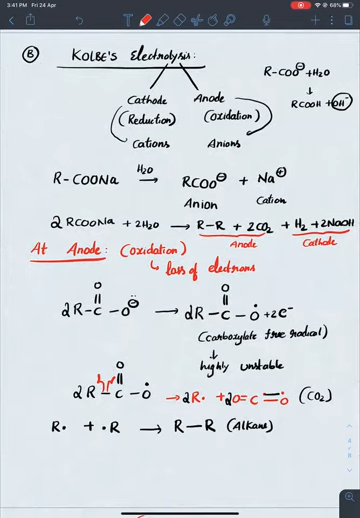 3:41 PM Fri 24 Apr
68%
B KOLBE'S Electrolysis:
R-COO⊖ + H2O
↓
RCOOH + OH⊖
Cathode Anode
(Reduction) (oxidation)
Cations Anions
R-COONa —H2O→ RCOO⊖ + Na⊕
Anion Cation
2 RCOONa + 2H2O → R-R + 2CO2 + H2 + 2NaOH
Anode Cathode
At Anode: (oxidation)
↳ loss of electrons
O O
2R-C-O⊖ → 2R-C-O• + 2e⁻
(carboxylate free radical)
↓
highly unstable
O
2R-C-O• → 2R• + 2O=C=O (CO2)
R• + •R → R-R (Alkane)